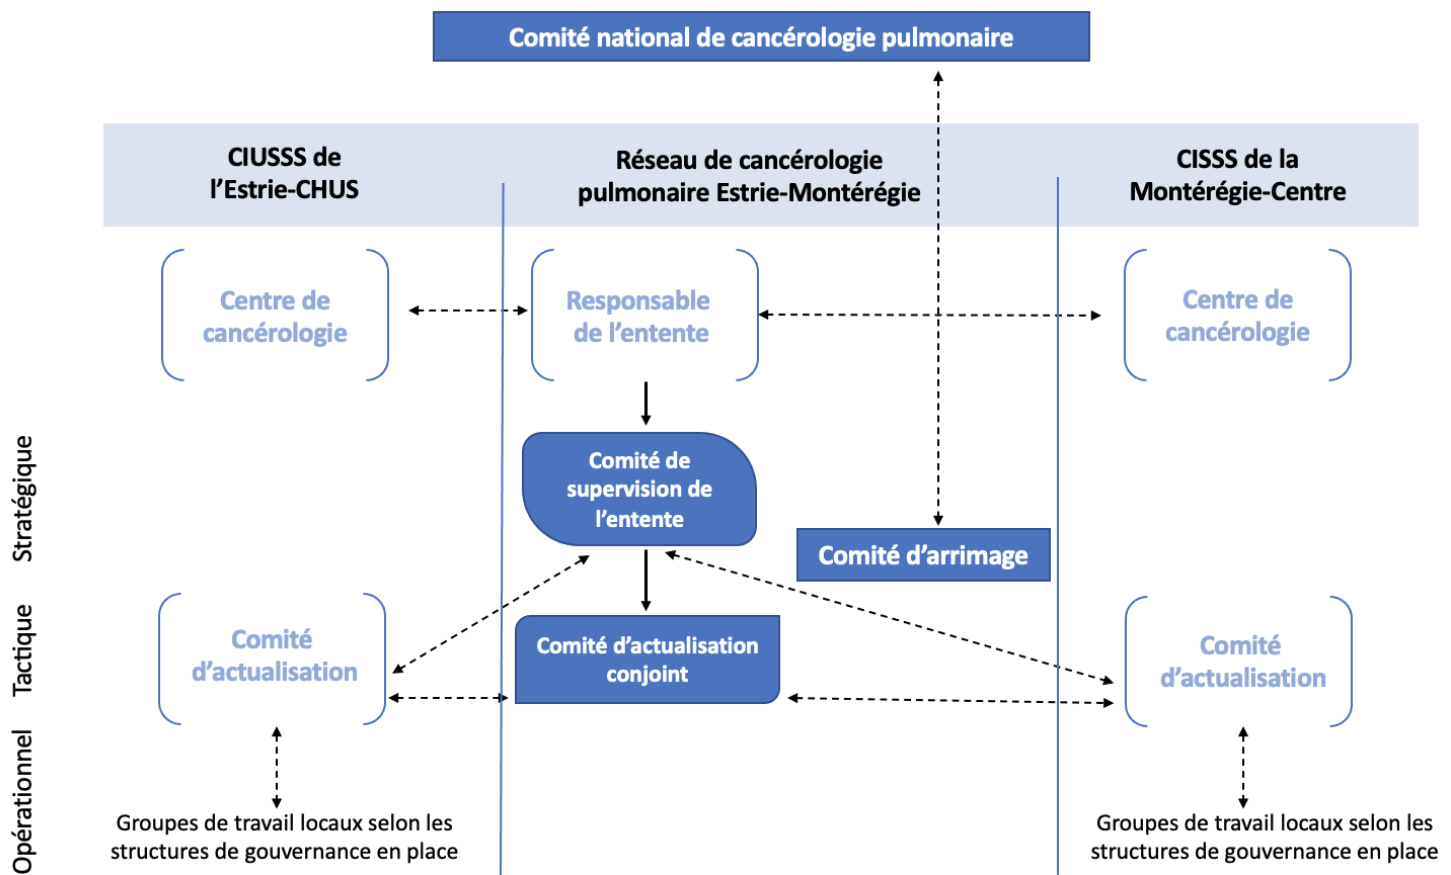 Comité national de cancérologie pulmonaire
CIUSSS de
l'Estrie-CHUS
Réseau de cancérologie
pulmonaire Estrie-Montérégie
CISSS de la
Montérégie-Centre
Centre de
cancérologie
Responsable
de l'entente
Centre de
cancérologie
Stratégique
Comité de
supervision de
l'entente
Comité d'arrimage
Tactique
Comité
d'actualisation
Comité d'actualisation
conjoint
Comité
d'actualisation
Opérationnel
Groupes de travail locaux selon les
structures de gouvernance en place
Groupes de travail locaux selon les
structures de gouvernance en place